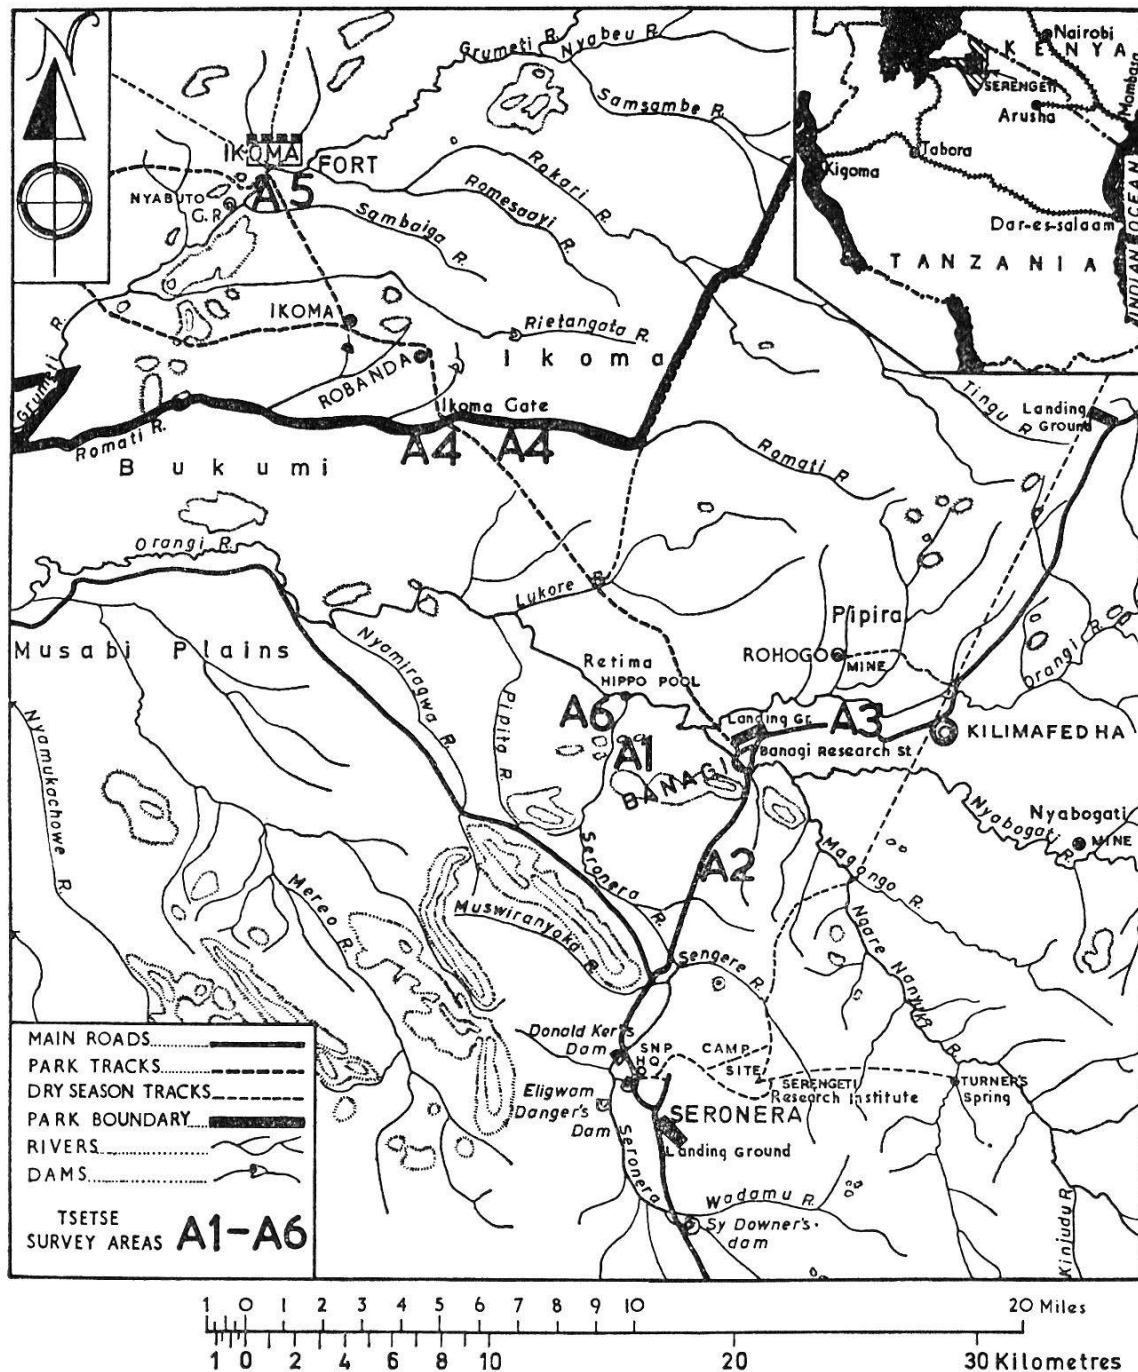 N
Grumeti R.
Nyabeu R.
Samsambe R.
Nairobi
KENYA
SERENGETI
Mombasa
Arusha
Tabora
Kigoma
Dar-es-salaam
TANZANIA
INDIAN OCEAN
IKOMA
FORT
A5
NYABUTO
G.R.
Rokari R.
Romesaayi R.
Sambaiga R.
IKOMA
Rietangata R.
Ikoma
ROBANDA
Grumeti R.
Ikoma Gate
A4 A4
Romati R.
Bukumi
Tingu R.
Landing
Ground
Romati R.
Orangi R.
Lukore R.
Musabi Plains
Nyamiragwa R.
Pipito R.
Retima
HIPPO POOL
Pipira
ROHOGO
MINE
Orangi R.
A6
A1
Landing Gr.
A3
KILIMAFEDHA
Banagi Research St
BANAGI
Nyamukachowe R.
Seronera R.
A2
Nyabogati R.
Nyabogati
MINE
Magongo R.
Mereo R.
Muswiranyoka R.
Sengere R.
Ngare Nanyuki R.
Donald Ker's
Dam
SNP
HQ
CAMP
SITE
SERENGETI
Research Institute
TURNER'S
Spring
Eligwam
Danger's
Dam
SERONERA
Landing Ground
Seronera
Wadamu R.
Sy Downer's
dam
Kinjudu R.
MAIN ROADS
PARK TRACKS
DRY SEASON TRACKS
PARK BOUNDARY
RIVERS
DAMS
TSETSE
SURVEY AREAS A1-A6
1 0 1 2 3 4 5 6 7 8 9 10 20 Miles
1 0 2 4 6 8 10 20 30 Kilometres